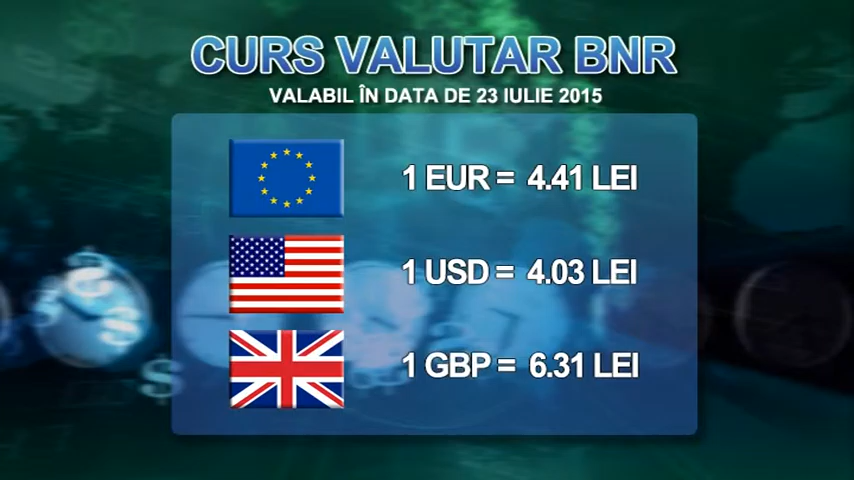 CURS VALUTAR BNR
VALABIL ÎN DATA DE 23 IULIE 2015
1 EUR = 4.41 LEI
1 USD = 4.03 LEI
1 GBP = 6.31 LEI